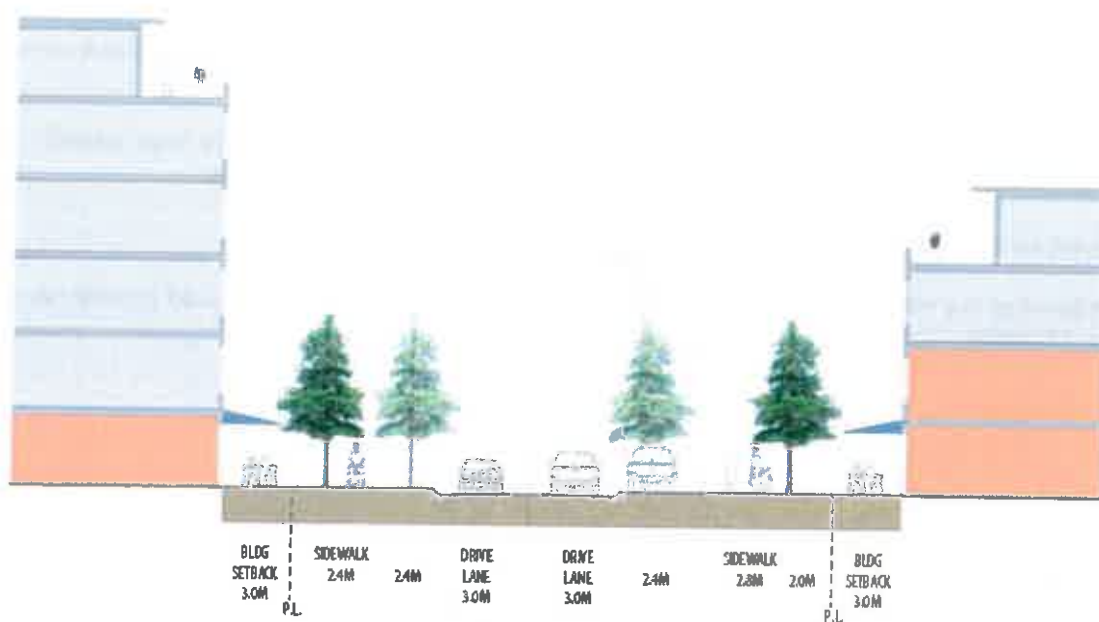 BLDG
SETBACK
3.0M
P.L.
SIDEWALK
2.4M
2.4M
DRIVE
LANE
3.0M
DRIVE
LANE
3.0M
2.4M
SIDEWALK
2.8M
2.0M
P.L.
BLDG
SETBACK
3.0M